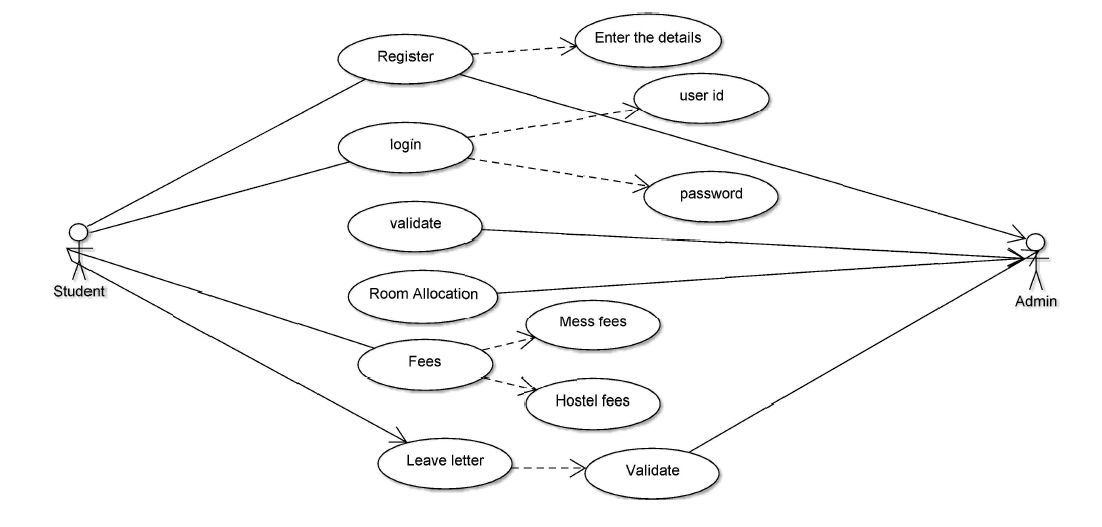 Enter the details
Register
user id
login
password
validate
Student
Room Allocation
Admin
Mess fees
Fees
Hostel fees
Leave letter
Validate